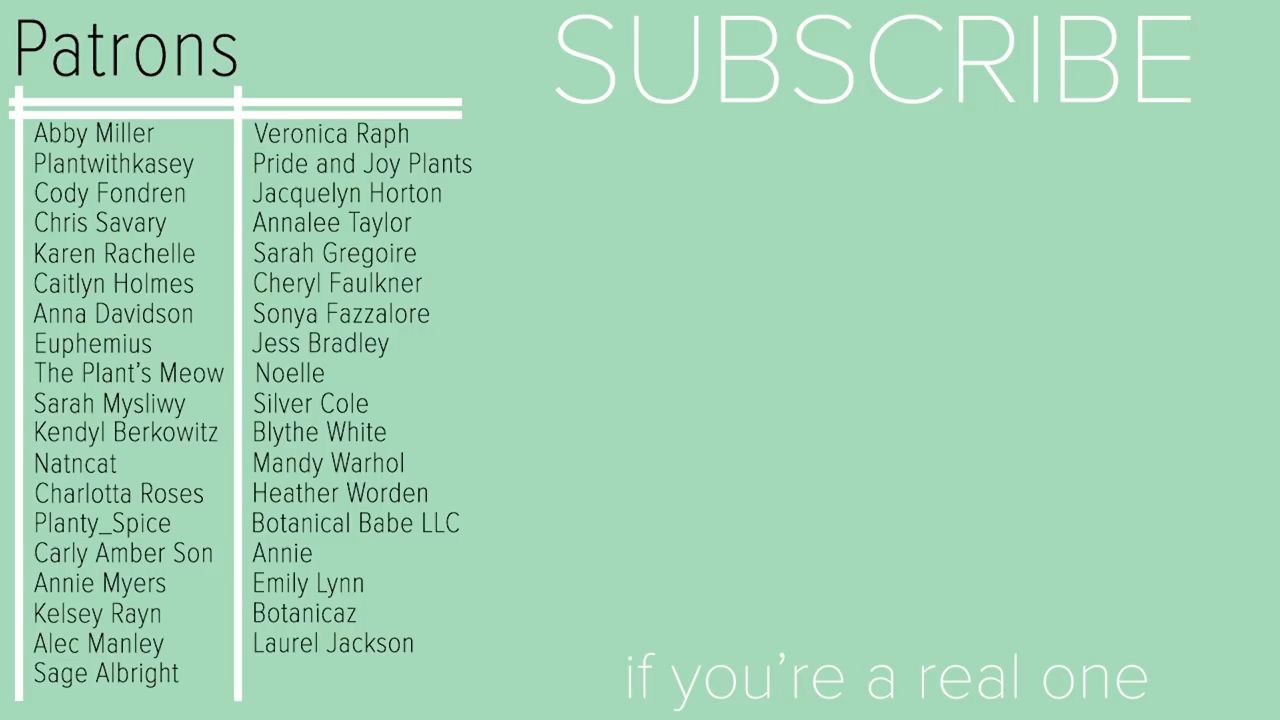 Patrons
Abby Miller
Plantwithkasey
Cody Fondren
Chris Savary
Karen Rachelle
Caitlyn Holmes
Anna Davidson
Euphemius
The Plant's Meow
Sarah Mysliwy
Kendyl Berkowitz
Natncat
Charlotta Roses
Planty_Spice
Carly Amber Son
Annie Myers
Kelsey Rayn
Alec Manley
Sage Albright
Veronica Raph
Pride and Joy Plants
Jacquelyn Horton
Annalee Taylor
Sarah Gregoire
Cheryl Faulkner
Sonya Fazzalore
Jess Bradley
Noelle
Silver Cole
Blythe White
Mandy Warhol
Heather Worden
Botanical Babe LLC
Annie
Emily Lynn
Botanicaz
Laurel Jackson
SUBSCRIBE
if you're a real one